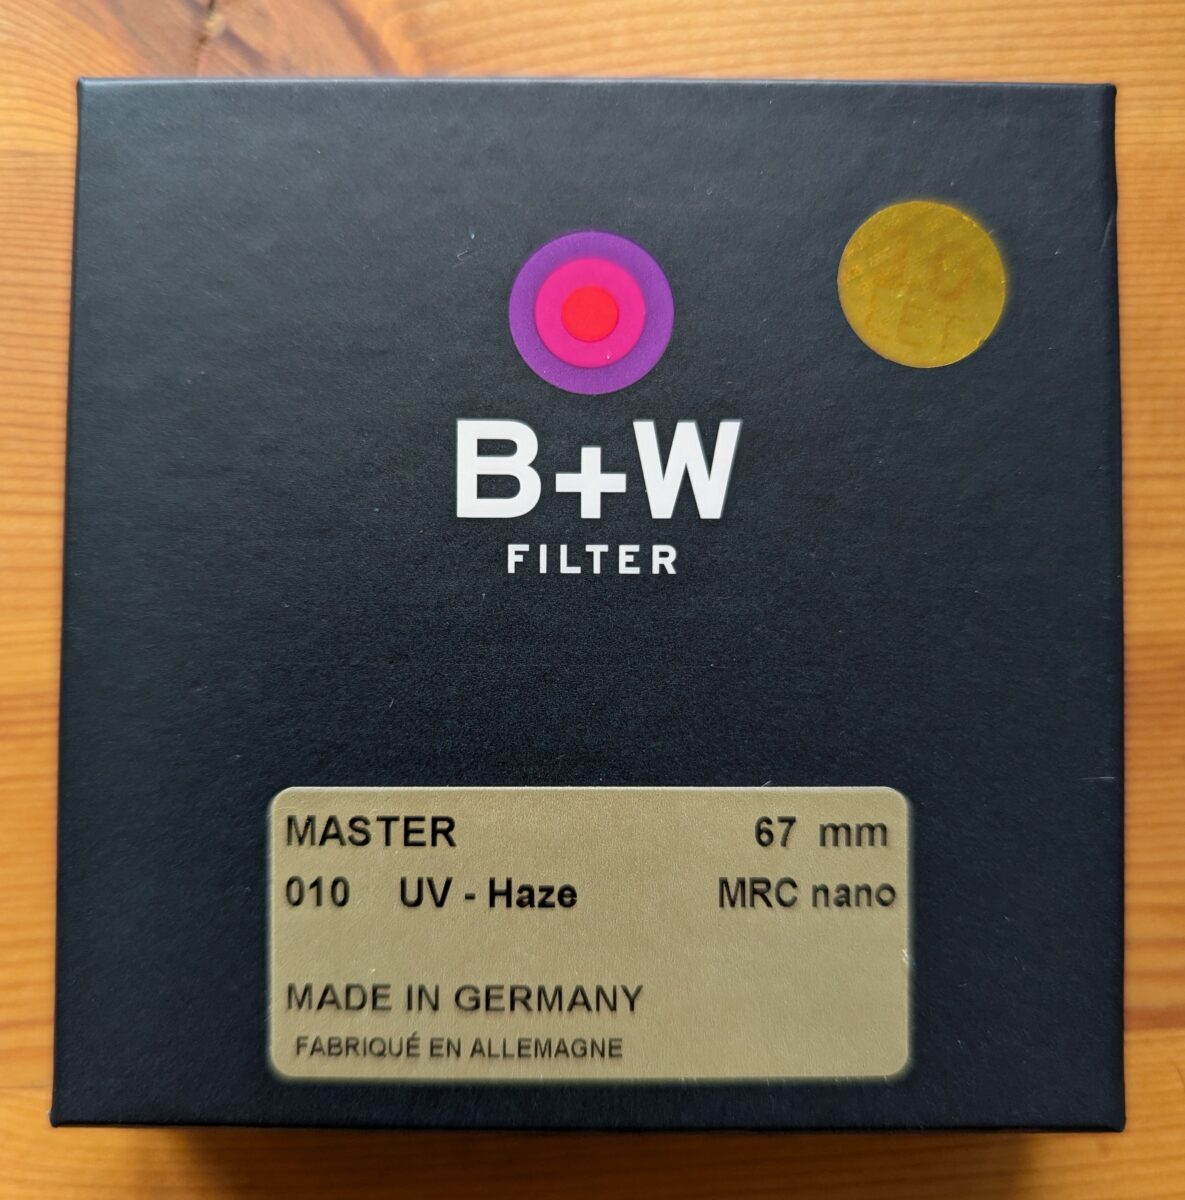 B+W
FILTER
MASTER 67 mm
010 UV - Haze MRC nano
MADE IN GERMANY
FABRIQUÉ EN ALLEMAGNE